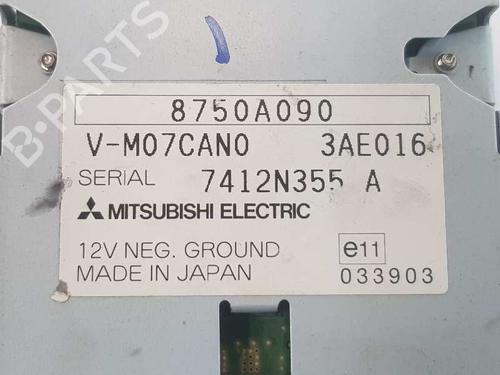 8750A090
V-M07CAN0 3AE016
SERIAL 7412N355 A
MITSUBISHI ELECTRIC
12V NEG. GROUND e11
MADE IN JAPAN 033903
B-PARTS